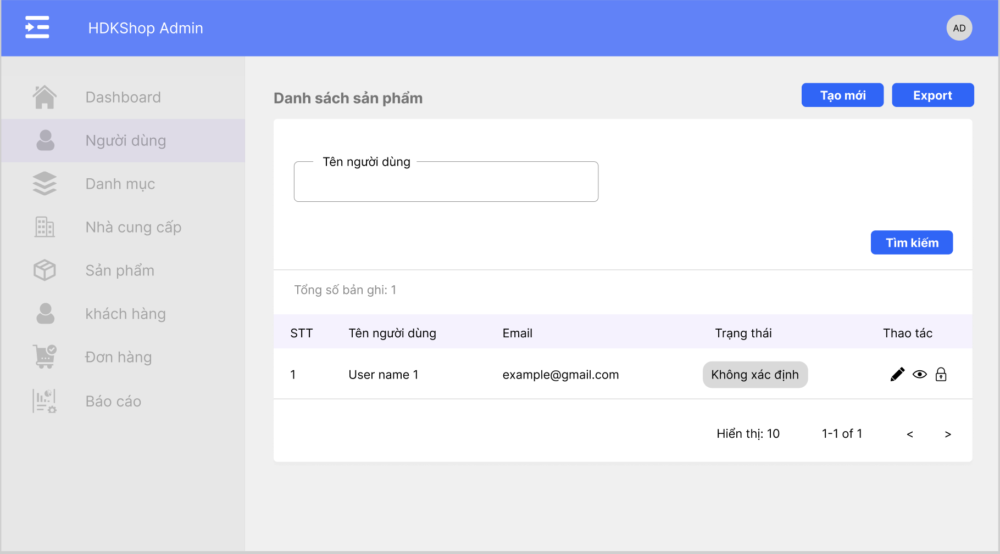 HDKShop Admin
AD
Dashboard
Người dùng
Danh mục
Nhà cung cấp
Sản phẩm
khách hàng
Đơn hàng
Báo cáo
Danh sách sản phẩm
Tạo mới
Export
Tên người dùng
Tìm kiếm
Tổng số bản ghi: 1
STT Tên người dùng Email Trạng thái Thao tác
1 User name 1 example@gmail.com Không xác định
Hiển thị: 10 1-1 of 1 < >